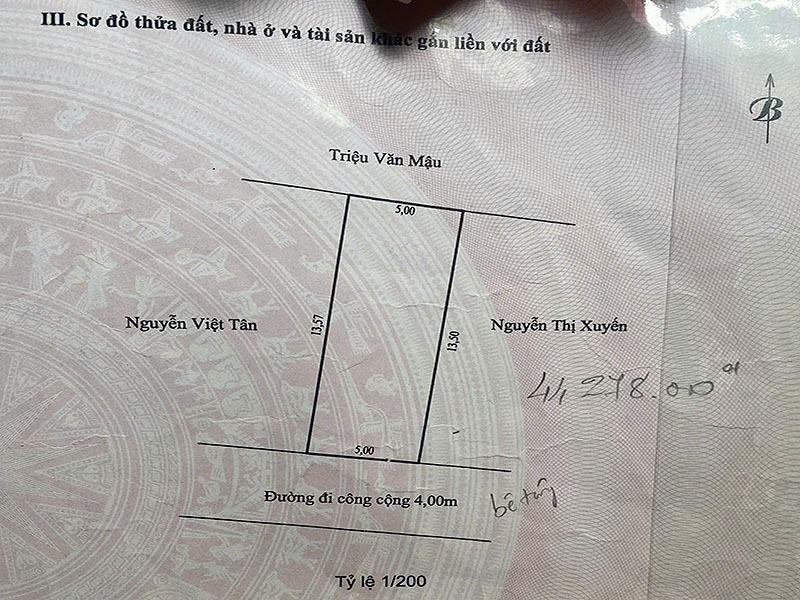 III. Sơ đồ thửa đất, nhà ở và tài sản khác gắn liền với đất
B
Triệu Văn Mậu
5,00
Nguyễn Việt Tân
13,57
13,50
Nguyễn Thị Xuyến
44,278.000
5,00
Đường đi công cộng 4,00m
bê tông
Tỷ lệ 1/200